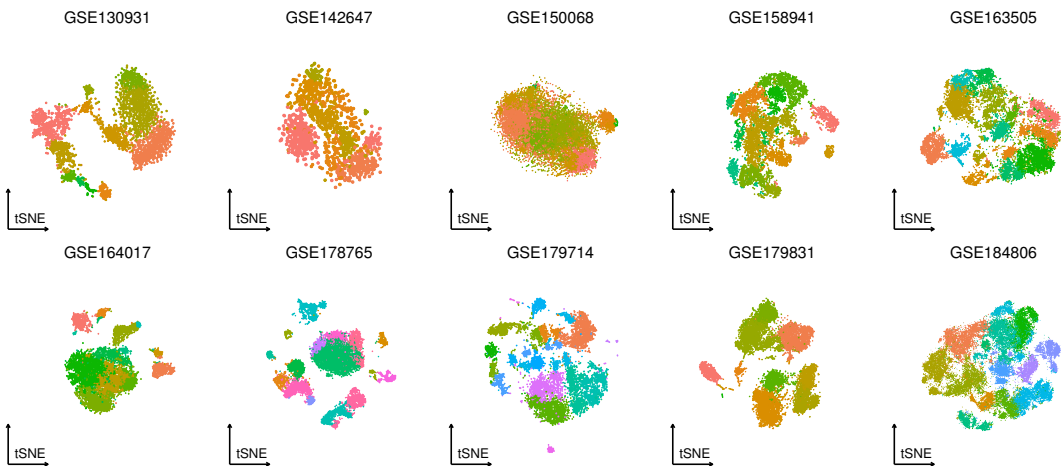 GSE130931 GSE142647 GSE150068 GSE158941 GSE163505
tSNE tSNE tSNE tSNE tSNE
GSE164017 GSE178765 GSE179714 GSE179831 GSE184806
tSNE tSNE tSNE tSNE tSNE